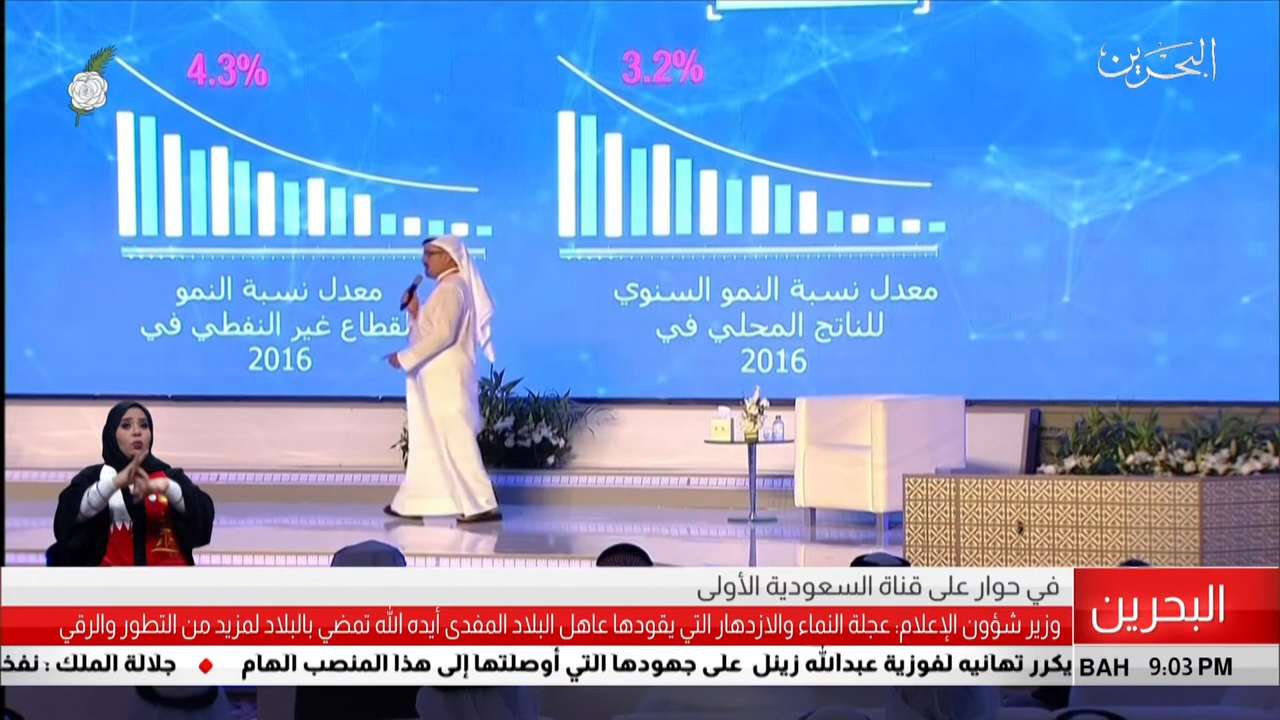 البحرين
3.2%
4.3%
معدل نسبة النمو السنوي
للناتج المحلي في
2016
معدل نسبة النمو
لقطاع غير النفطي في
2016
في حوار على قناة السعودية الأولى
البحرين
وزير شؤون الإعلام: عجلة النماء والازدهار التي يقودها عاهل البلاد المفدى أيده الله تمضي بالبلاد لمزيد من التطور والرقي
BAH 9:03 PM
يكرر تهانيه لفوزية عبدالله زينل على جهودها التي أوصلتها إلى هذا المنصب الهام ♦ جلالة الملك : نفخ